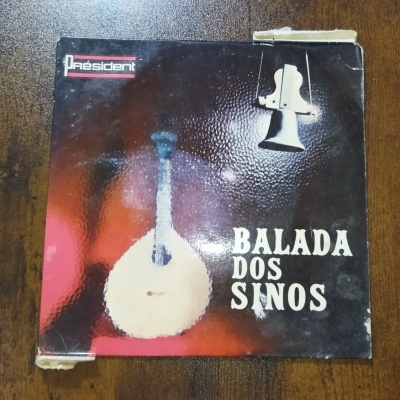 Président
BALADA
DOS
SINOS